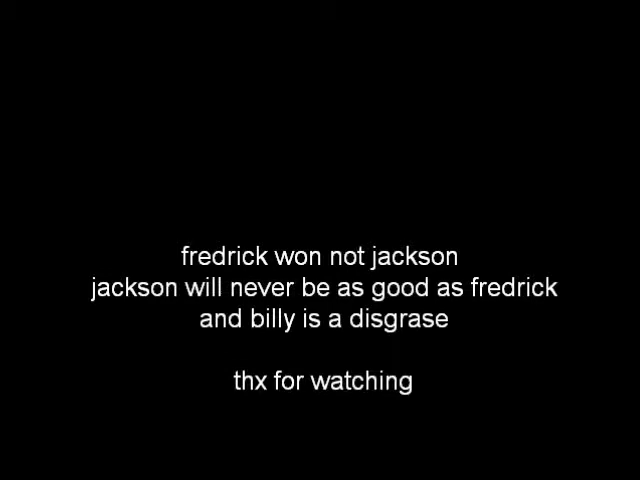 fredrick won not jackson
jackson will never be as good as fredrick
and billy is a disgrase
thx for watching